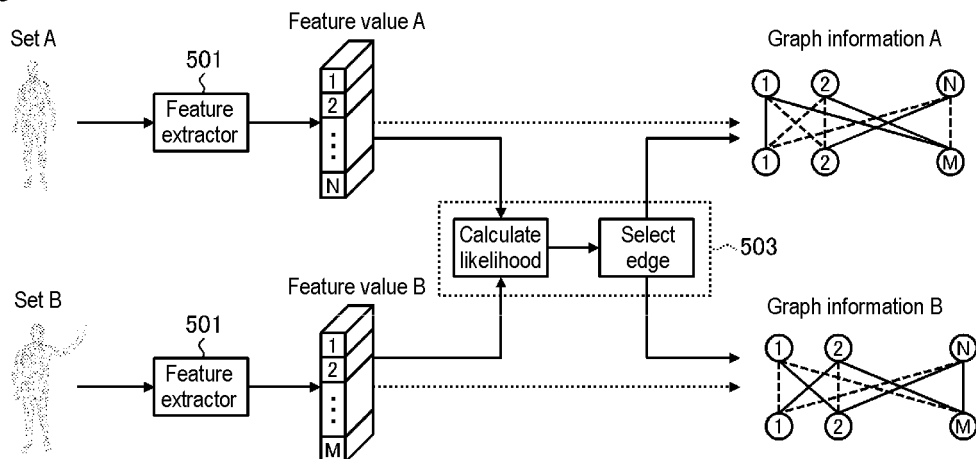 Set A
501
Feature
extractor
Feature value A
1
2
N
Graph information A
1 2 N
1 2 M
Calculate
likelihood
Select
edge
503
Set B
501
Feature
extractor
Feature value B
1
2
M
Graph information B
1 2 N
1 2 M